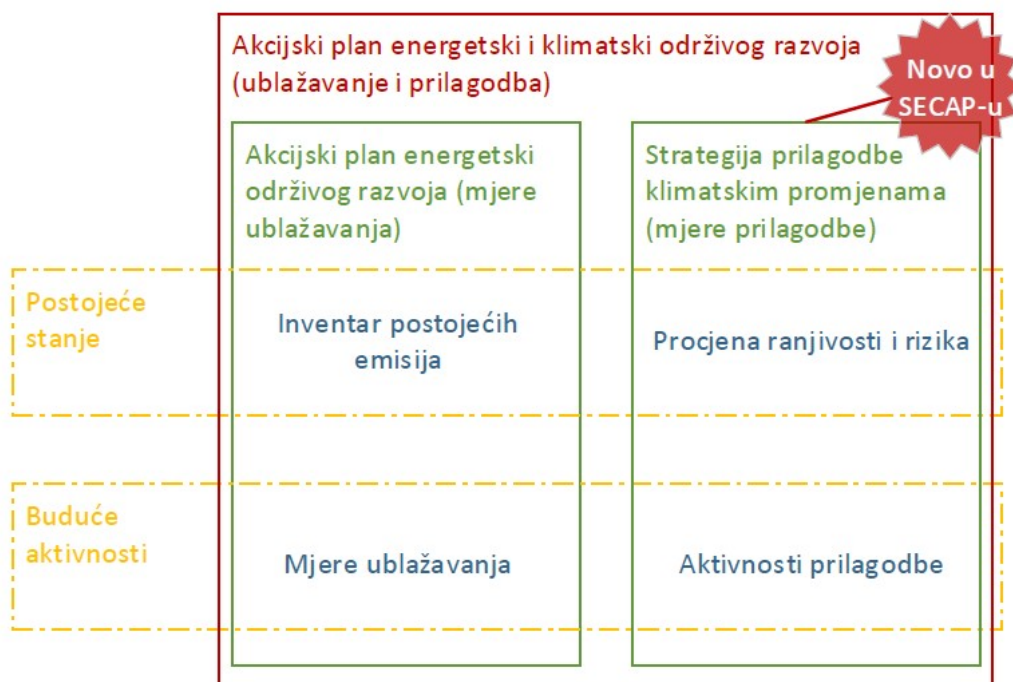 Akcijski plan energetski i klimatski održivog razvoja
(ublažavanje i prilagodba)
Novo u
SECAP-u
Akcijski plan energetski
održivog razvoja (mjere
ublažavanja)
Strategija prilagodbe
klimatskim promjenama
(mjere prilagodbe)
Postojeće
stanje
Inventar postojećih
emisija
Procjena ranjivosti i rizika
Buduće
aktivnosti
Mjere ublažavanja
Aktivnosti prilagodbe